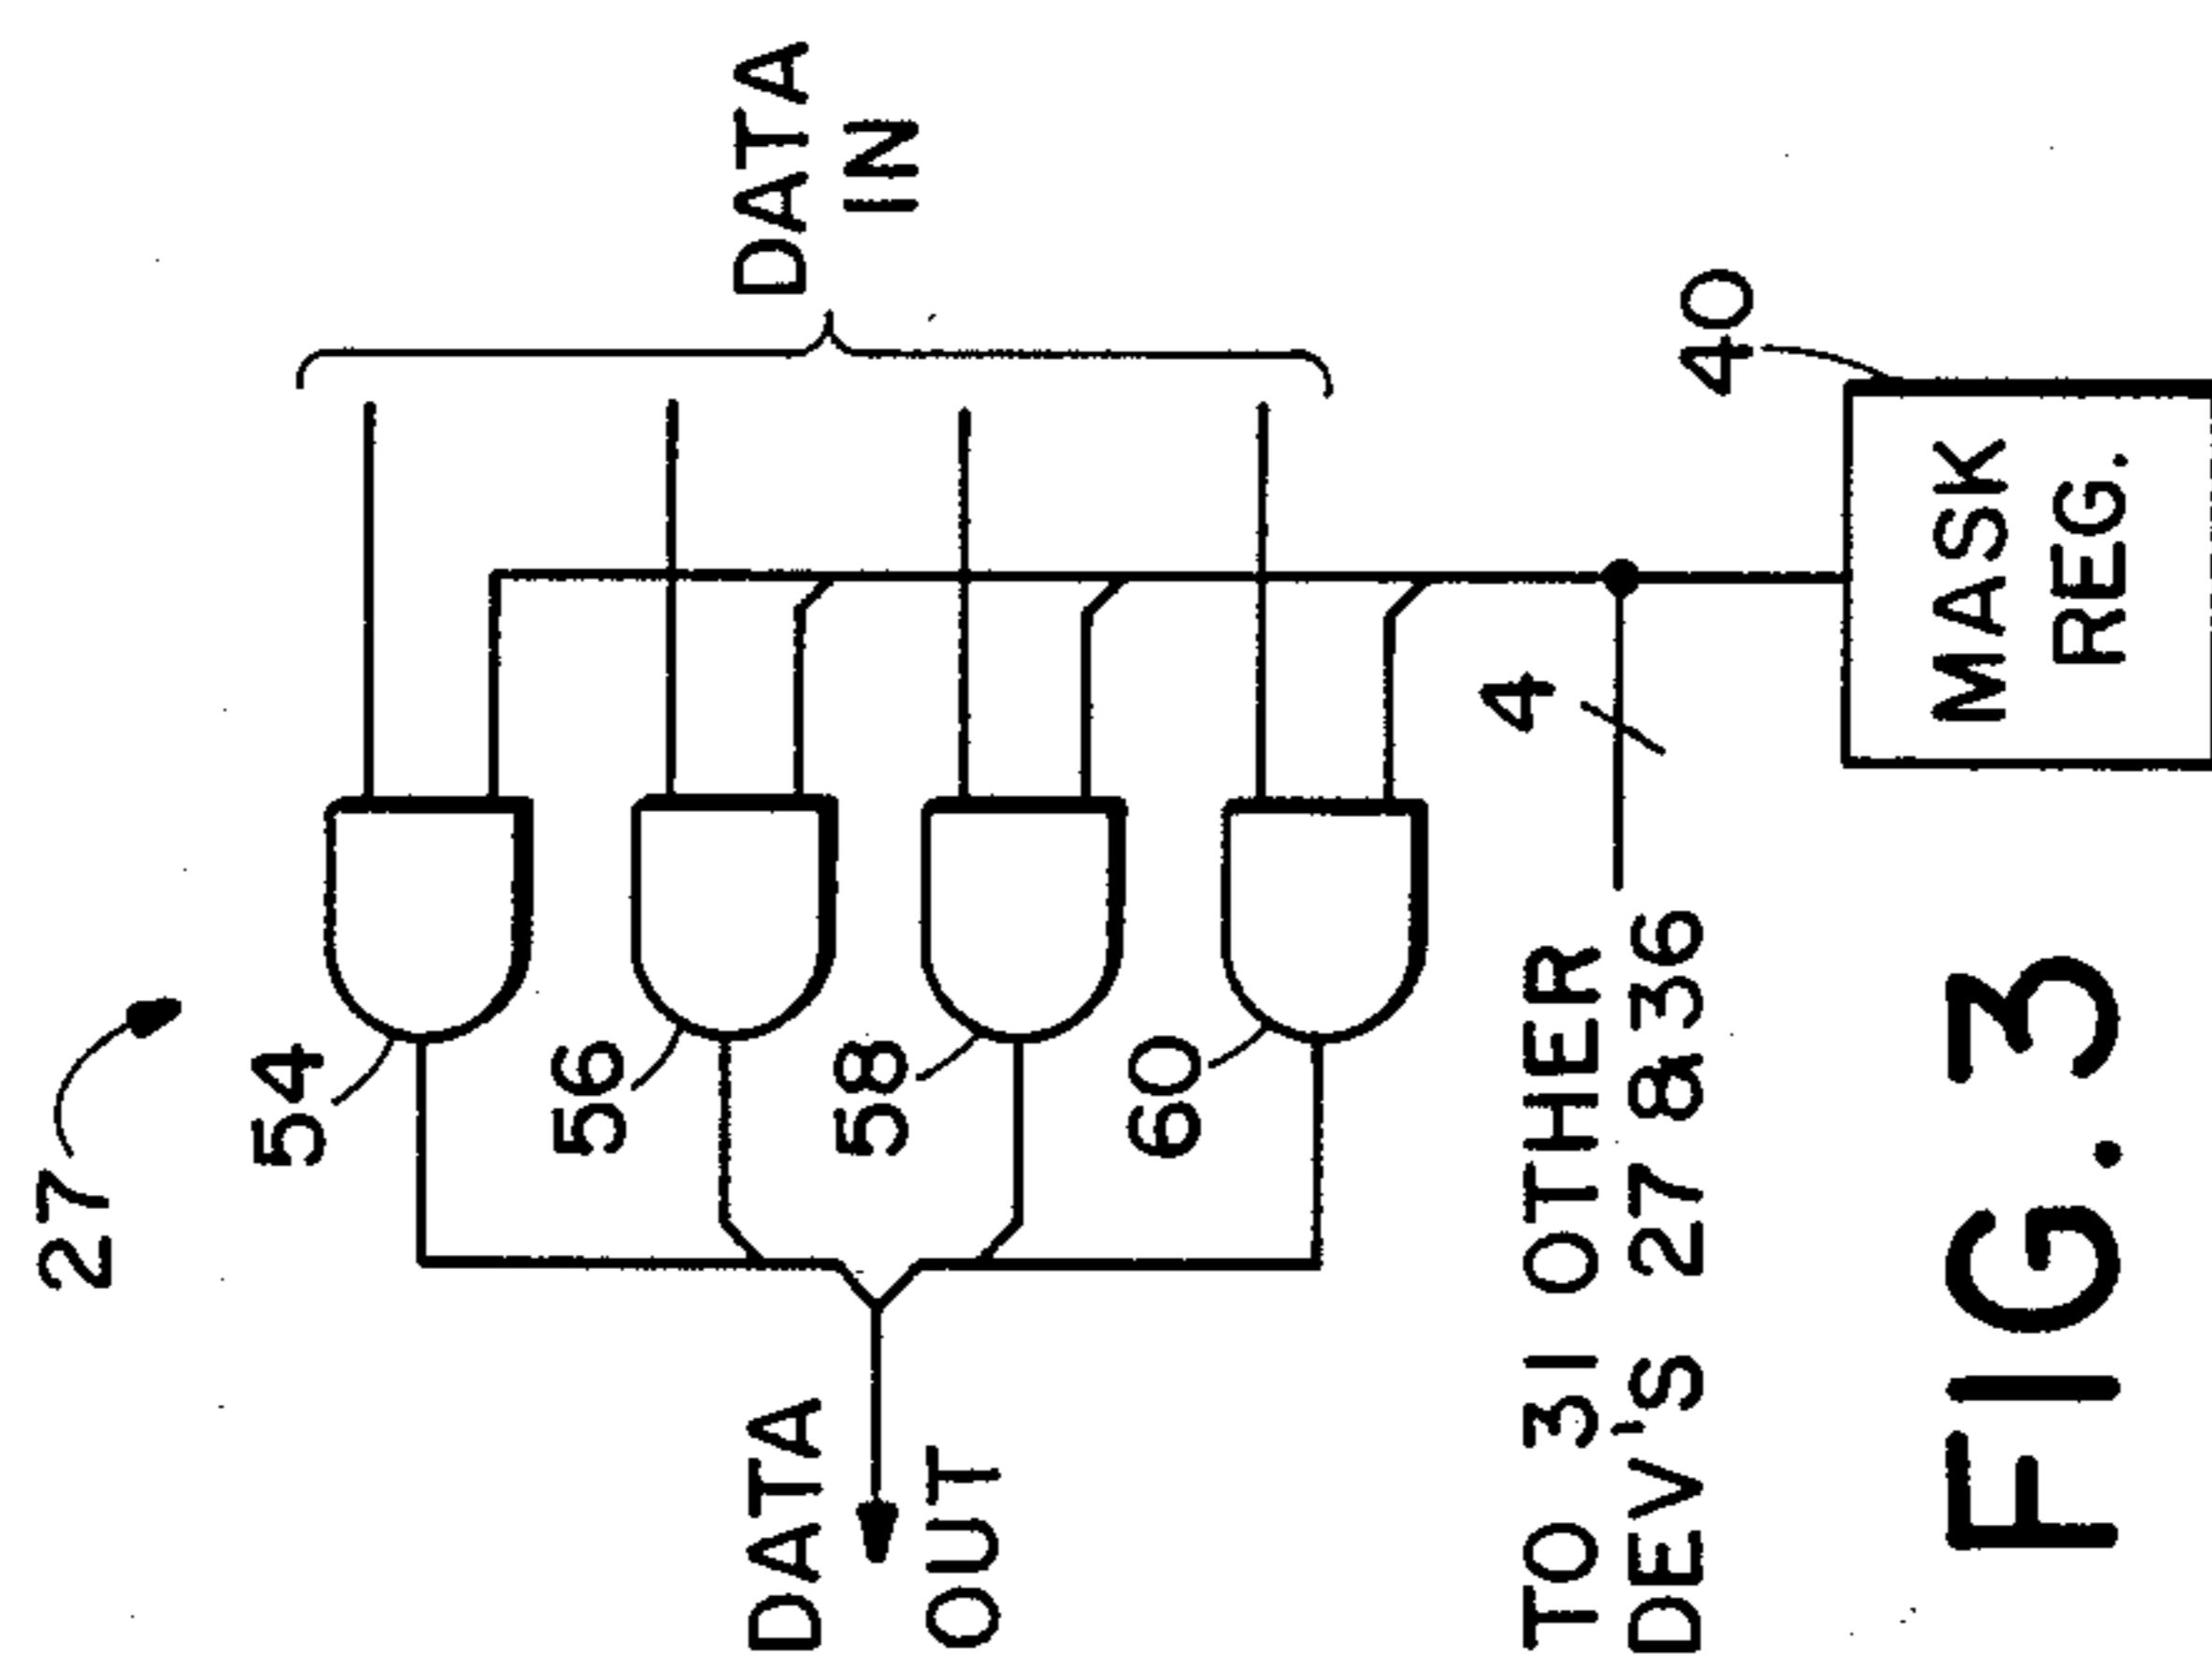 27
54
56
58
60
DATA
IN
DATA
OUT
4
TO 31 OTHER
DEV'S 27 & 36
40
MASK
REG.
FIG. 3